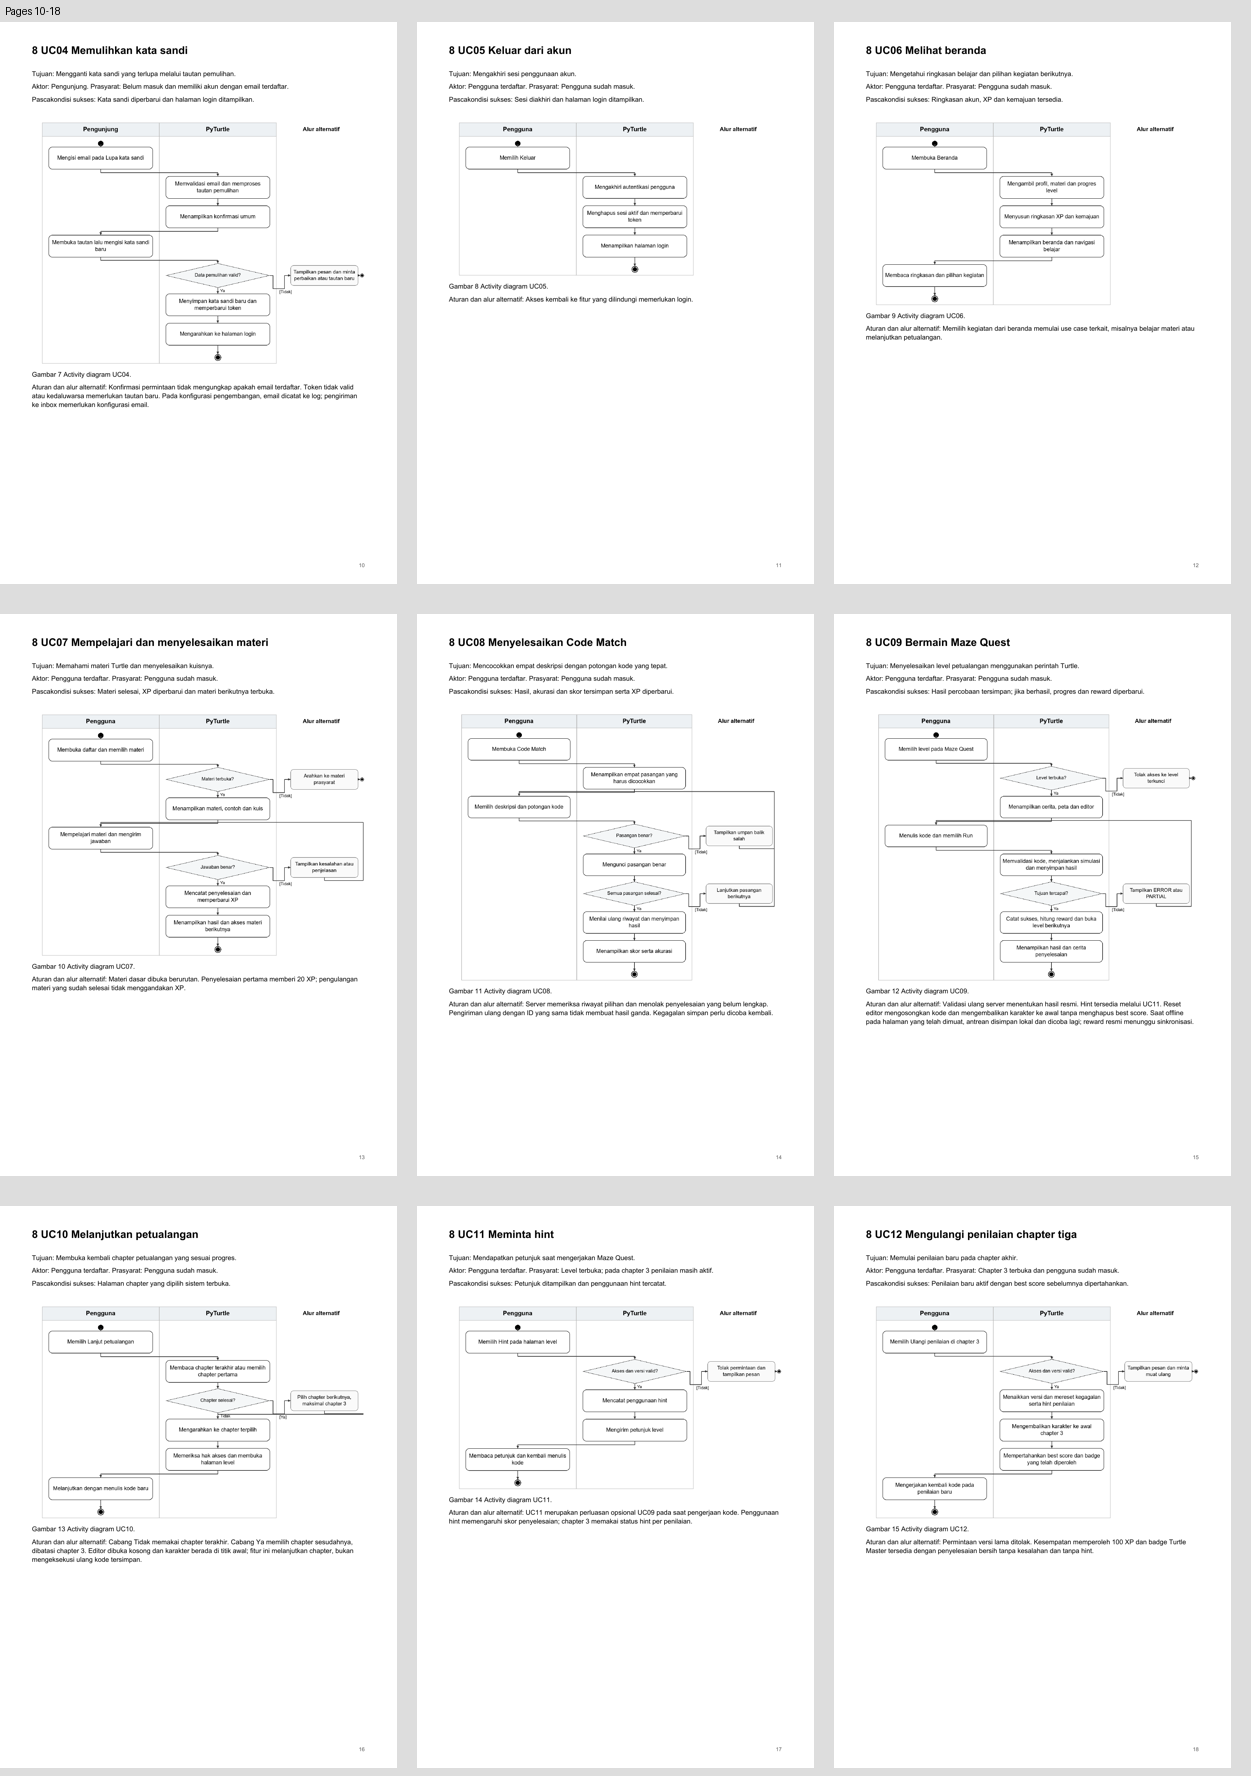 Pages 10-18
8 UC04 Memulihkan kata sandi
Tujuan: Mengganti kata sandi yang terlupa melalui tautan pemulihan.
Aktor: Pengunjung. Prasyarat: Belum masuk dan memiliki akun dengan email terdaftar.
Pascakondisi sukses: Kata sandi diperbarui dan halaman login ditampilkan.
Pengunjung
PyTurtle
Alur alternatif
Mengisi email pada Lupa kata sandi
Memvalidasi email dan memproses
tautan pemulihan
Menampilkan konfirmasi umum
Membuka tautan lalu mengisi kata sandi
baru
Data pemulihan valid?
Tampilkan pesan dan minta
perbaikan atau tautan baru
[Tidak]
Ya
Menyimpan kata sandi baru dan
memperbarui token
Mengarahkan ke halaman login
Gambar 7 Activity diagram UC04.
Aturan dan alur alternatif: Konfirmasi permintaan tidak mengungkap apakah email terdaftar. Token tidak valid
atau kedaluwarsa memerlukan tautan baru. Pada konfigurasi pengembangan, email dicatat ke log; pengiriman
ke inbox memerlukan konfigurasi email.
10
8 UC05 Keluar dari akun
Tujuan: Mengakhiri sesi penggunaan akun.
Aktor: Pengguna terdaftar. Prasyarat: Pengguna sudah masuk.
Pascakondisi sukses: Sesi diakhiri dan halaman login ditampilkan.
Pengguna
PyTurtle
Alur alternatif
Memilih Keluar
Mengakhiri autentikasi pengguna
Menghapus sesi aktif dan memperbarui
token
Menampilkan halaman login
Gambar 8 Activity diagram UC05.
Aturan dan alur alternatif: Akses kembali ke fitur yang dilindungi memerlukan login.
11
8 UC06 Melihat beranda
Tujuan: Mengetahui ringkasan belajar dan pilihan kegiatan berikutnya.
Aktor: Pengguna terdaftar. Prasyarat: Pengguna sudah masuk.
Pascakondisi sukses: Ringkasan akun, XP dan kemajuan tersedia.
Pengguna
PyTurtle
Alur alternatif
Membuka Beranda
Mengambil profil, materi dan progres
level
Menyusun ringkasan XP dan kemajuan
Menampilkan beranda dan navigasi
belajar
Membaca ringkasan dan pilihan kegiatan
Gambar 9 Activity diagram UC06.
Aturan dan alur alternatif: Memilih kegiatan dari beranda memulai use case terkait, misalnya belajar materi atau
melanjutkan petualangan.
12
8 UC07 Mempelajari dan menyelesaikan materi
Tujuan: Memahami materi Turtle dan menyelesaikan kuisnya.
Aktor: Pengguna terdaftar. Prasyarat: Pengguna sudah masuk.
Pascakondisi sukses: Materi selesai, XP diperbarui dan materi berikutnya terbuka.
Pengguna
PyTurtle
Alur alternatif
Membuka daftar dan memilih materi
Materi terbuka?
Arahkan ke materi
prasyarat
[Tidak]
Ya
Menampilkan materi, contoh dan kuis
Mempelajari materi dan mengirim
jawaban
Jawaban benar?
Tampilkan kesalahan atau
penjelasan
[Tidak]
Ya
Mencatat penyelesaian dan
memperbarui XP
Menampilkan hasil dan akses materi
berikutnya
Gambar 10 Activity diagram UC07.
Aturan dan alur alternatif: Materi dasar dibuka berurutan. Penyelesaian pertama memberi 20 XP; pengulangan
materi yang sudah selesai tidak menggandakan XP.
13
8 UC08 Menyelesaikan Code Match
Tujuan: Mencocokkan empat deskripsi dengan potongan kode yang tepat.
Aktor: Pengguna terdaftar. Prasyarat: Pengguna sudah masuk.
Pascakondisi sukses: Hasil, akurasi dan skor tersimpan serta XP diperbarui.
Pengguna
PyTurtle
Alur alternatif
Membuka Code Match
Menampilkan empat pasangan yang
harus dicocokkan
Memilih deskripsi dan potongan kode
Pasangan benar?
Tampilkan umpan balik
salah
[Tidak]
Ya
Mengunci pasangan benar
Semua pasangan selesai?
Lanjutkan pasangan
berikutnya
[Tidak]
Ya
Menilai ulang riwayat dan menyimpan
hasil
Menampilkan skor serta akurasi
Gambar 11 Activity diagram UC08.
Aturan dan alur alternatif: Server memeriksa riwayat pilihan dan menolak penyelesaian yang belum lengkap.
Pengiriman ulang dengan ID yang sama tidak membuat hasil ganda. Kegagalan simpan perlu dicoba kembali.
14
8 UC09 Bermain Maze Quest
Tujuan: Menyelesaikan level petualangan menggunakan perintah Turtle.
Aktor: Pengguna terdaftar. Prasyarat: Pengguna sudah masuk.
Pascakondisi sukses: Hasil percobaan tersimpan; jika berhasil, progres dan reward diperbarui.
Pengguna
PyTurtle
Alur alternatif
Memilih level pada Maze Quest
Level terbuka?
Tolak akses ke level
terkunci
[Tidak]
Ya
Menampilkan cerita, peta dan editor
Menulis kode dan memilih Run
Memvalidasi kode, menjalankan simulasi
dan menyimpan hasil
Tujuan tercapai?
Tampilkan ERROR atau
PARTIAL
[Tidak]
Ya
Catat sukses, hitung reward dan buka
level berikutnya
Menampilkan hasil dan cerita
penyelesaian
Gambar 12 Activity diagram UC09.
Aturan dan alur alternatif: Validasi ulang server menentukan hasil resmi. Hint tersedia melalui UC11. Reset
editor mengosongkan kode dan mengembalikan karakter ke awal tanpa menghapus best score. Saat offline
pada halaman yang telah dimuat, antrean disimpan lokal dan dicoba lagi; reward resmi menunggu sinkronisasi.
15
8 UC10 Melanjutkan petualangan
Tujuan: Membuka kembali chapter petualangan yang sesuai progres.
Aktor: Pengguna terdaftar. Prasyarat: Pengguna sudah masuk.
Pascakondisi sukses: Halaman chapter yang dipilih sistem terbuka.
Pengguna
PyTurtle
Alur alternatif
Memilih Lanjut petualangan
Membaca chapter terakhir atau memilih
chapter pertama
Chapter selesai?
Pilih chapter berikutnya,
maksimal chapter 3
[Ya]
Tidak
Mengarahkan ke chapter terpilih
Memeriksa hak akses dan membuka
halaman level
Melanjutkan dengan menulis kode baru
Gambar 13 Activity diagram UC10.
Aturan dan alur alternatif: Cabang Tidak memakai chapter terakhir. Cabang Ya memilih chapter sesudahnya,
dibatasi chapter 3. Editor dibuka kosong dan karakter berada di titik awal; fitur ini melanjutkan chapter, bukan
mengeksekusi ulang kode tersimpan.
16
8 UC11 Meminta hint
Tujuan: Mendapatkan petunjuk saat mengerjakan Maze Quest.
Aktor: Pengguna terdaftar. Prasyarat: Level terbuka; pada chapter 3 penilaian masih aktif.
Pascakondisi sukses: Petunjuk ditampilkan dan penggunaan hint tercatat.
Pengguna
PyTurtle
Alur alternatif
Memilih Hint pada halaman level
Akses dan versi valid?
Tolak permintaan dan
tampilkan pesan
[Tidak]
Ya
Mencatat penggunaan hint
Mengirim petunjuk level
Membaca petunjuk dan kembali menulis
kode
Gambar 14 Activity diagram UC11.
Aturan dan alur alternatif: UC11 merupakan perluasan opsional UC09 pada saat pengerjaan kode. Penggunaan
hint memengaruhi skor penyelesaian; chapter 3 memakai status hint per penilaian.
17
8 UC12 Mengulangi penilaian chapter tiga
Tujuan: Memulai penilaian baru pada chapter akhir.
Aktor: Pengguna terdaftar. Prasyarat: Chapter 3 terbuka dan pengguna sudah masuk.
Pascakondisi sukses: Penilaian baru aktif dengan best score sebelumnya dipertahankan.
Pengguna
PyTurtle
Alur alternatif
Memilih Ulangi penilaian di chapter 3
Akses dan versi valid?
Tampilkan pesan dan minta
muat ulang
[Tidak]
Ya
Menaikkan versi dan mereset kegagalan
serta hint penilaian
Mengembalikan karakter ke awal
chapter 3
Mempertahankan best score dan badge
yang telah diperoleh
Mengerjakan kembali kode pada
penilaian baru
Gambar 15 Activity diagram UC12.
Aturan dan alur alternatif: Permintaan versi lama ditolak. Kesempatan memperoleh 100 XP dan badge Turtle
Master tersedia dengan penyelesaian bersih tanpa kesalahan dan tanpa hint.
18